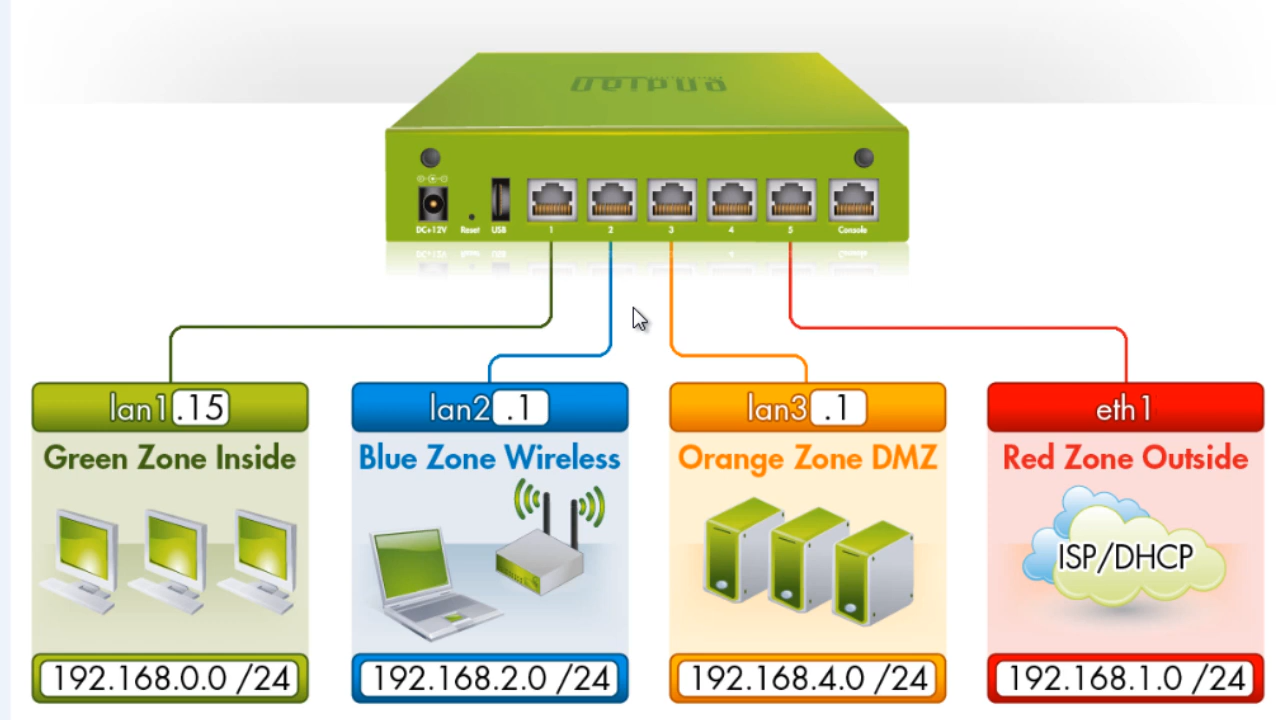 DC+12V Reset USB 1 2 3 4 5 Console
lan1 .15
Green Zone Inside
192.168.0.0 /24
lan2 .1
Blue Zone Wireless
192.168.2.0 /24
lan3 .1
Orange Zone DMZ
192.168.4.0 /24
eth1
Red Zone Outside
ISP/DHCP
192.168.1.0 /24